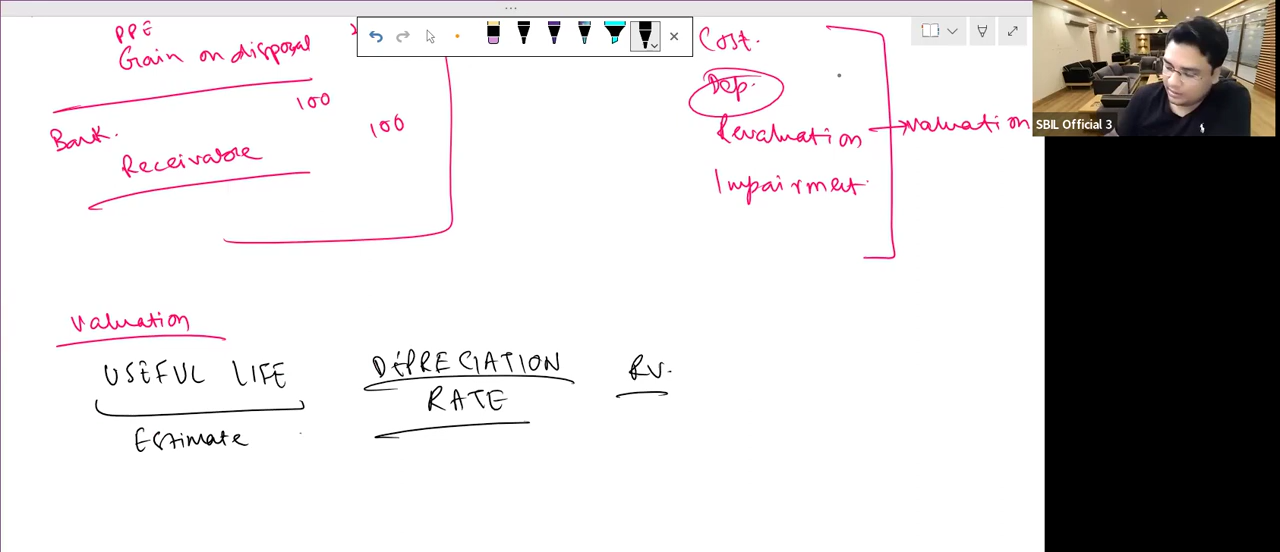 PPE
Gain on disposal
100
Bank.
100
Receivable
Cost.
Dep.
Revaluation → Valuation
Impairment.
SBIL Official 3
Valuation
USEFUL LIFE
DEPRECIATION
RATE
RV.
Estimate